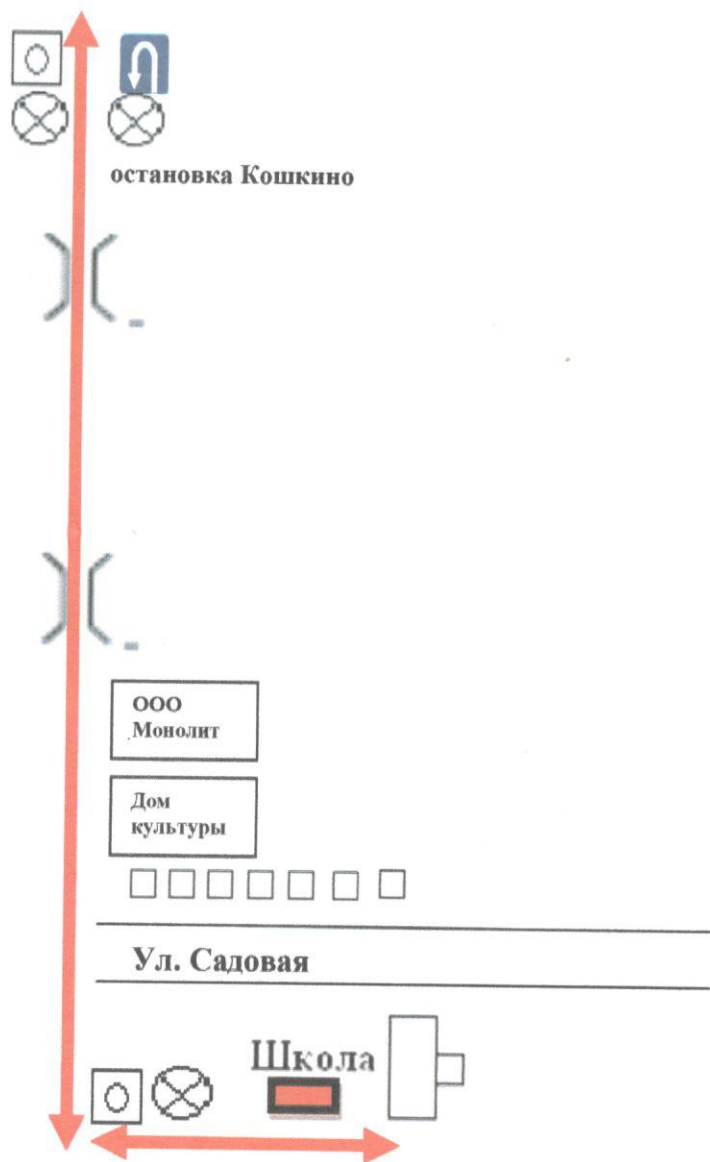 остановка Кошкино
ООО
Монолит
Дом
культуры
Ул. Садовая
Школа